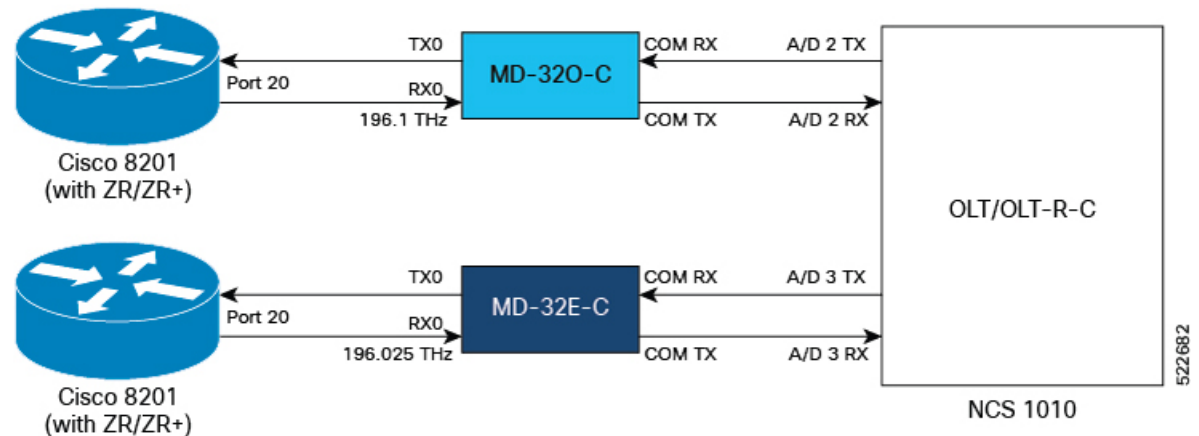 TX0
COM RX
A/D 2 TX
Port 20
MD-32O-C
RX0
196.1 THz
COM TX
A/D 2 RX
Cisco 8201
(with ZR/ZR+)
OLT/OLT-R-C
TX0
COM RX
A/D 3 TX
Port 20
MD-32E-C
RX0
196.025 THz
COM TX
A/D 3 RX
Cisco 8201
(with ZR/ZR+)
NCS 1010
522682